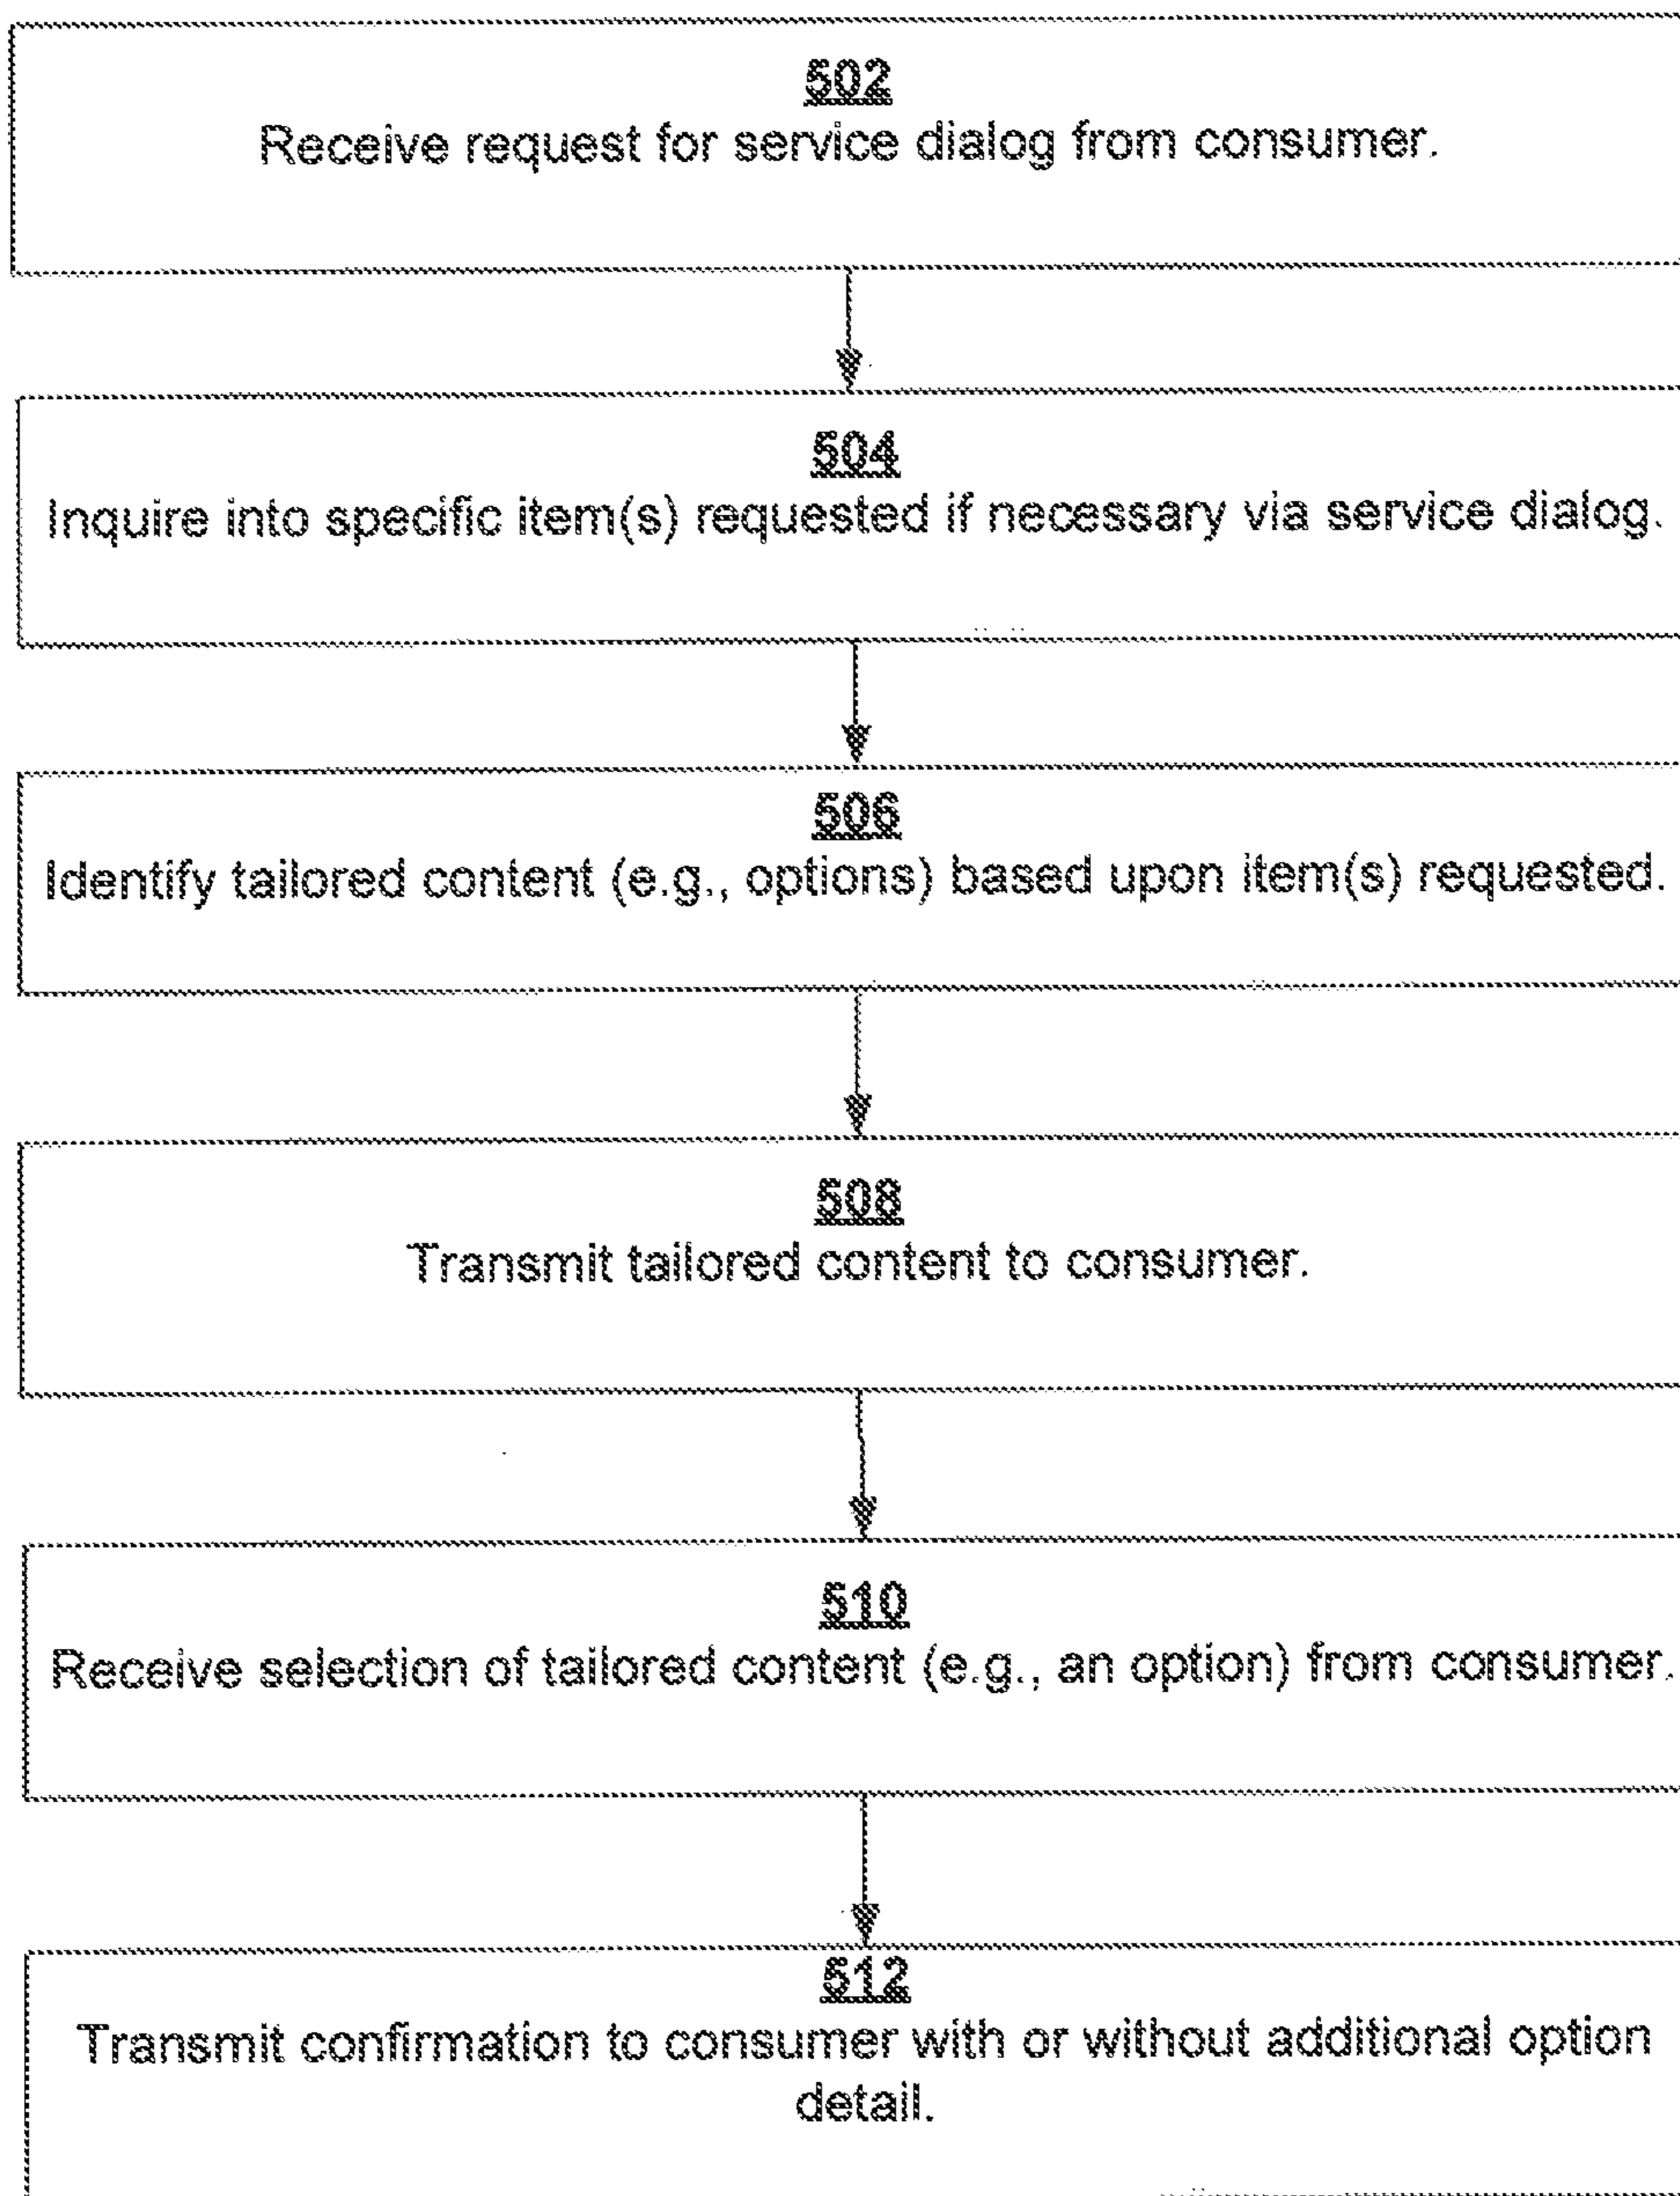 502
Receive request for service dialog from consumer.
504
Inquire into specific item(s) requested if necessary via service dialog.
506
Identify tailored content (e.g., options) based upon item(s) requested.
508
Transmit tailored content to consumer.
510
Receive selection of tailored content (e.g., an option) from consumer.
512
Transmit confirmation to consumer with or without additional option
detail.